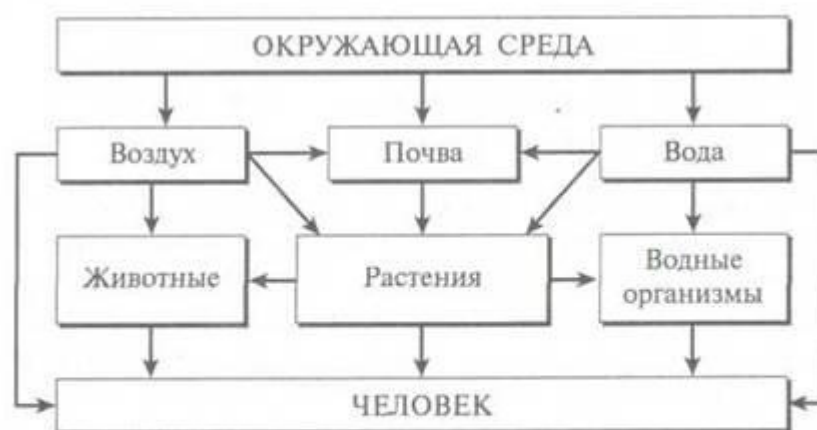 ОКРУЖАЮЩАЯ СРЕДА
Воздух
Почва
Вода
Животные
Растения
Водные
организмы
ЧЕЛОВЕК